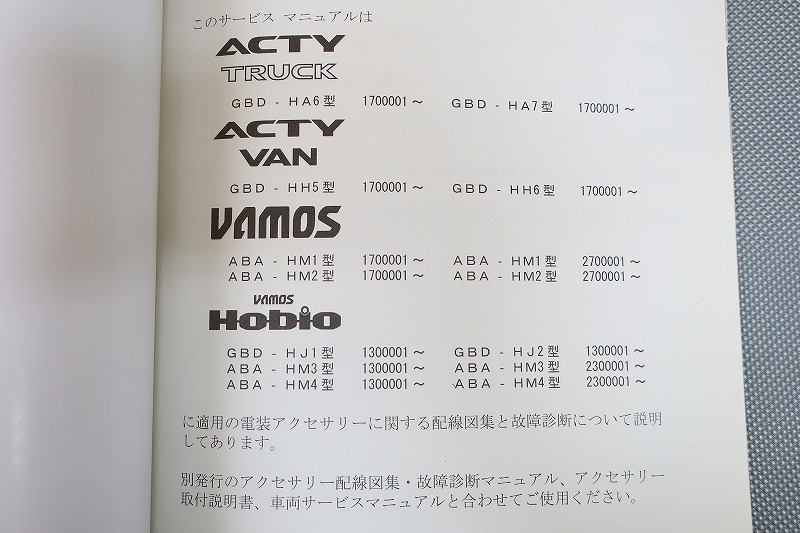 このサービス マニュアルは
ACTY
TRUCK
GBD - HA6型 1700001～ GBD - HA7型 1700001～
ACTY
VAN
GBD - HH5型 1700001～ GBD - HH6型 1700001～
VAMOS
ABA - HM1型 1700001～ ABA - HM1型 2700001～
ABA - HM2型 1700001～ ABA - HM2型 2700001～
VAMOS
Hobio
GBD - HJ1型 1300001～ GBD - HJ2型 1300001～
ABA - HM3型 1300001～ ABA - HM3型 2300001～
ABA - HM4型 1300001～ ABA - HM4型 2300001～
に適用の電装アクセサリーに関する配線図集と故障診断について説明
してあります。
別発行のアクセサリー配線図集・故障診断マニュアル、アクセサリー
取付説明書、車両サービスマニュアルと合わせてご使用ください。